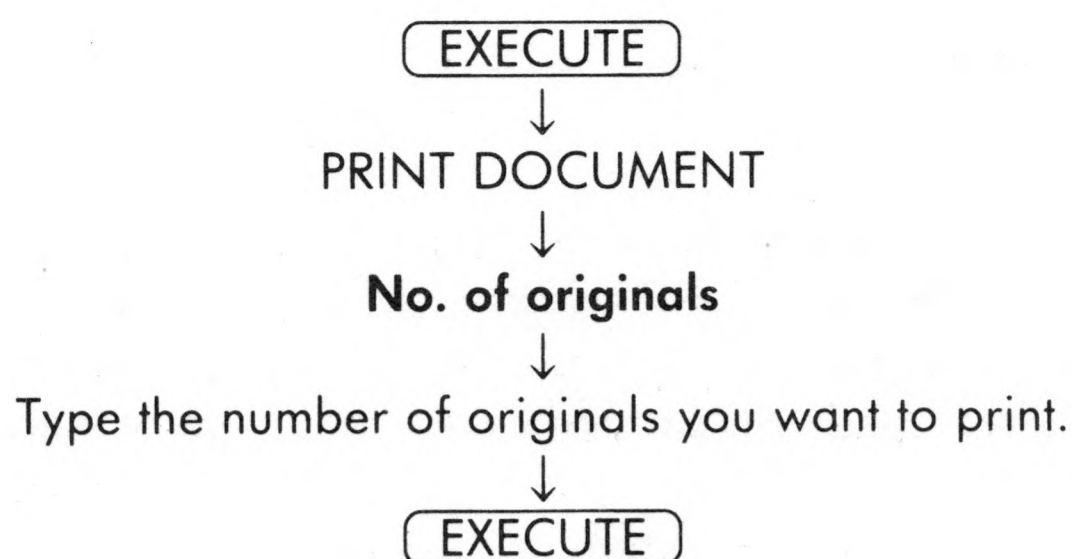 EXECUTE
↓
PRINT DOCUMENT
↓
No. of originals
↓
Type the number of originals you want to print.
↓
EXECUTE